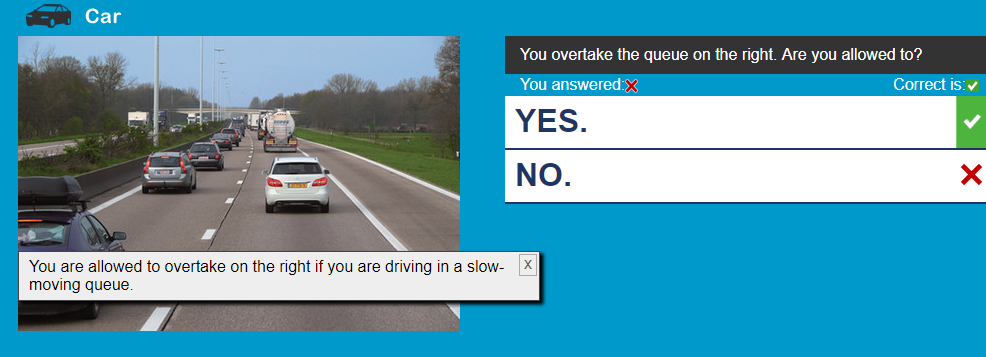 Car
You overtake the queue on the right. Are you allowed to?
You answered:
Correct is:
YES.
NO.
You are allowed to overtake on the right if you are driving in a slow-
moving queue.
X